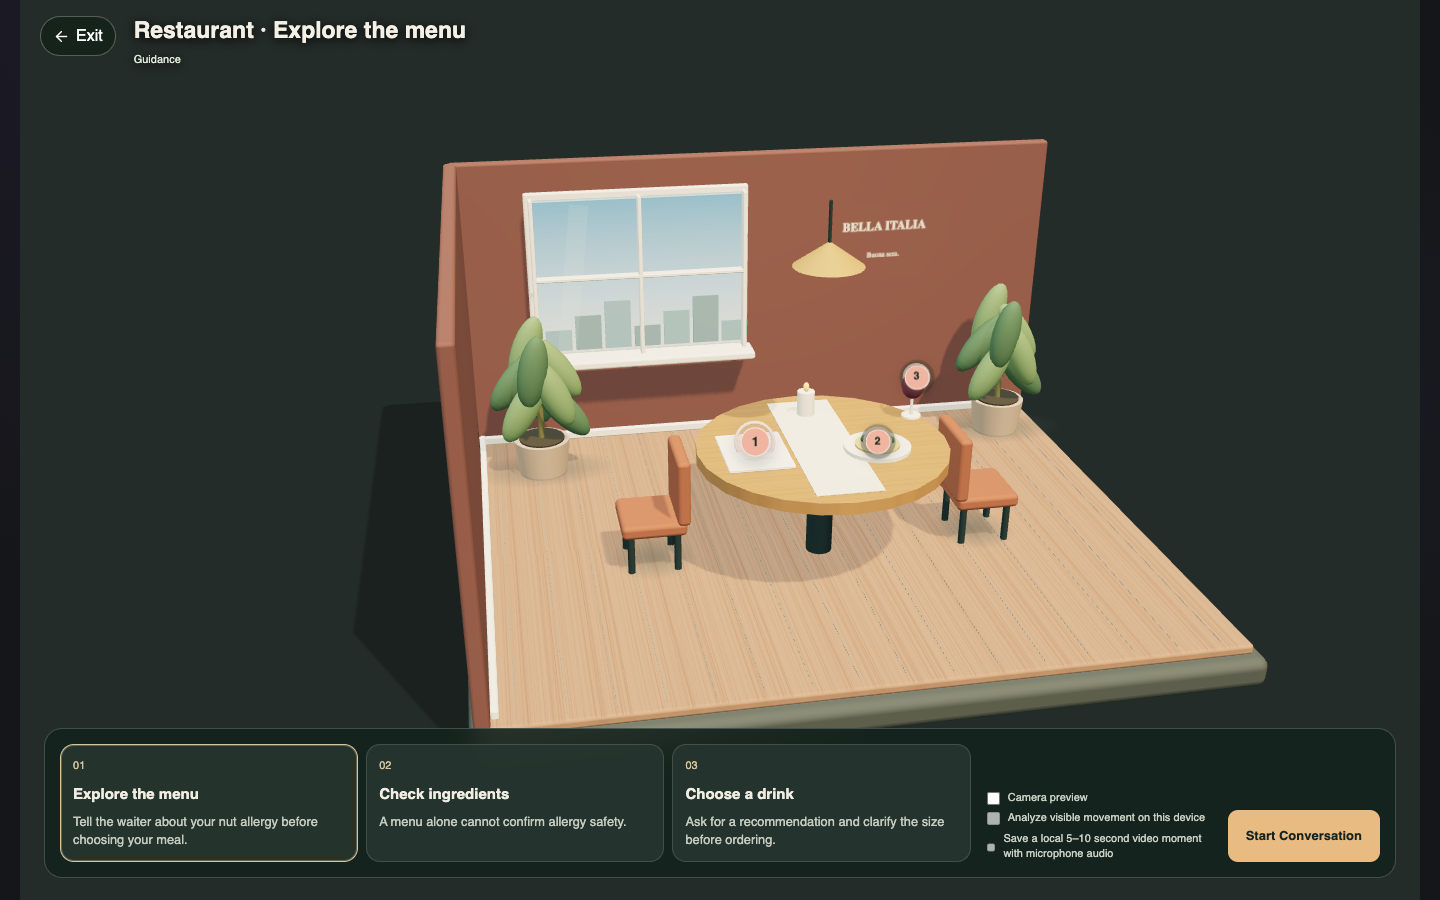 Exit
Restaurant · Explore the menu
Guidance
BELLA ITALIA
3
1
2
01
Explore the menu
Tell the waiter about your nut allergy before
choosing your meal.
02
Check ingredients
A menu alone cannot confirm allergy safety.
03
Choose a drink
Ask for a recommendation and clarify the size
before ordering.
Camera preview
Analyze visible movement on this device
Save a local 5–10 second video moment
with microphone audio
Start Conversation